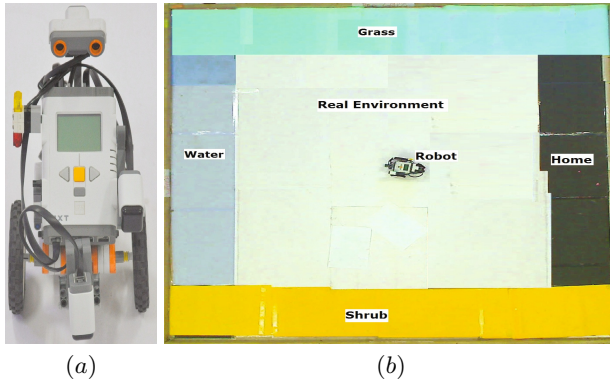 Grass
Real Environment
Water
Robot
Home
Shrub
(a)
(b)